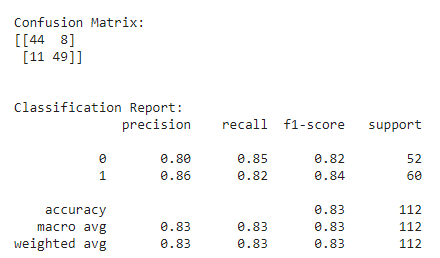 Confusion Matrix:
[[44  8]
 [11 49]]
Classification Report:
              precision    recall  f1-score   support
           0       0.80      0.85      0.82        52
           1       0.86      0.82      0.84        60
    accuracy                           0.83       112
   macro avg       0.83      0.83      0.83       112
weighted avg       0.83      0.83      0.83       112